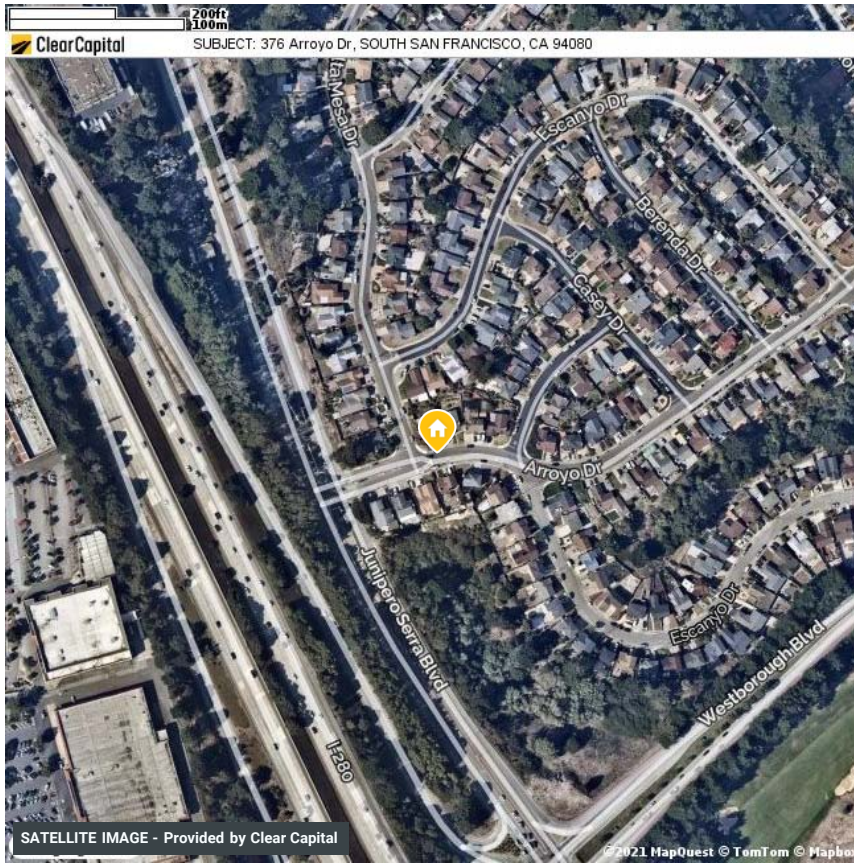 200ft
100m
ClearCapital
SUBJECT: 376 Arroyo Dr, SOUTH SAN FRANCISCO, CA 94080
Mesa Dr
Escanyo Dr
Berenda Dr
Casey Dr
Arroyo Dr
Junipero Serra Blvd
Escanyo Dr
Westborough Blvd
I-280
SATELLITE IMAGE - Provided by Clear Capital
©2021 MapQuest © TomTom © Mapbox